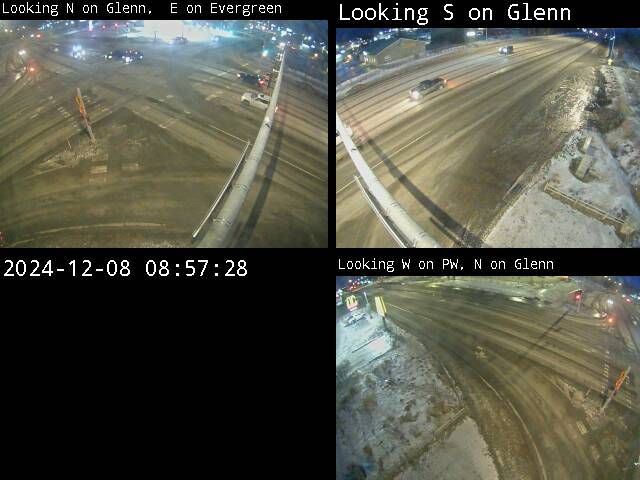 Looking N on Glenn,  E on Evergreen
Looking S on Glenn
2024-12-08 08:57:28
Looking W on PW, N on Glenn